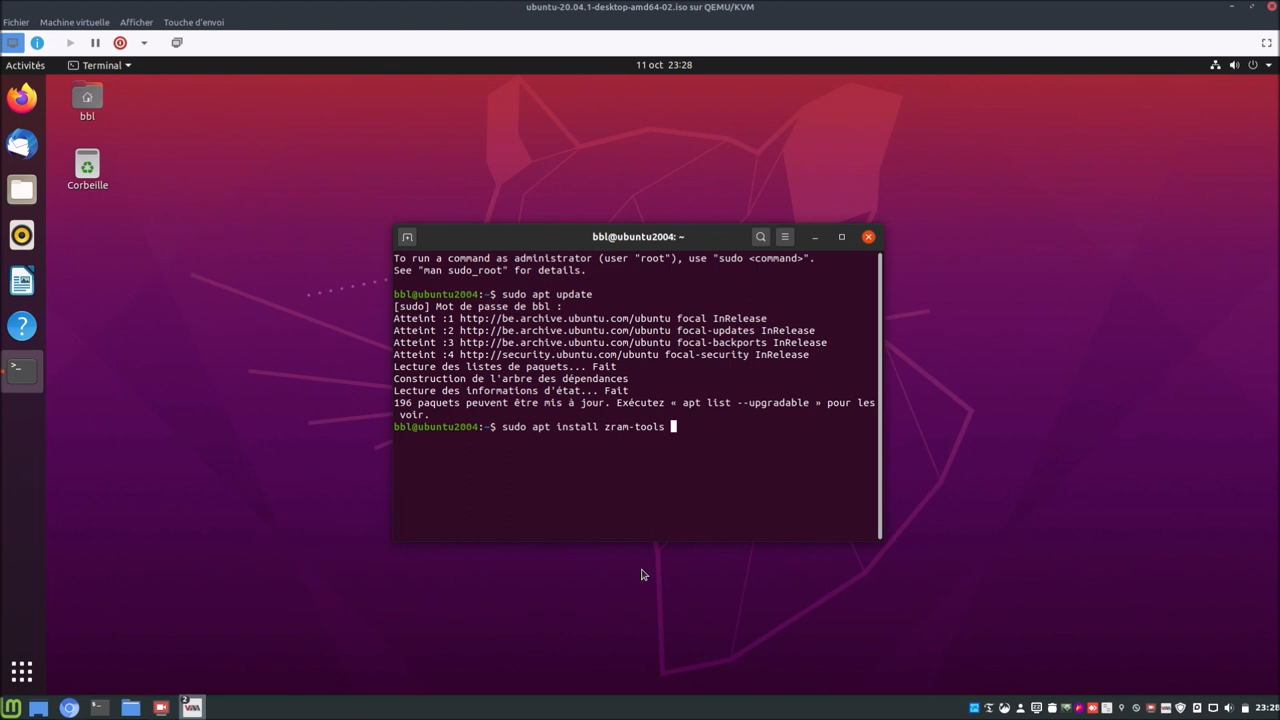 ubuntu-20.04.1-desktop-amd64-02.iso sur QEMU/KVM
Fichier Machine virtuelle Afficher Touche d'envoi
Activités Terminal 11 oct 23:28
bbl
Corbeille
bbl@ubuntu2004: ~
To run a command as administrator (user "root"), use "sudo <command>".
See "man sudo_root" for details.
bbl@ubuntu2004:~$ sudo apt update
[sudo] Mot de passe de bbl :
Atteint :1 http://be.archive.ubuntu.com/ubuntu focal InRelease
Atteint :2 http://be.archive.ubuntu.com/ubuntu focal-updates InRelease
Atteint :3 http://be.archive.ubuntu.com/ubuntu focal-backports InRelease
Atteint :4 http://security.ubuntu.com/ubuntu focal-security InRelease
Lecture des listes de paquets... Fait
Construction de l'arbre des dépendances
Lecture des informations d'état... Fait
196 paquets peuvent être mis à jour. Exécutez « apt list --upgradable » pour les
voir.
bbl@ubuntu2004:~$ sudo apt install zram-tools
2
23:28